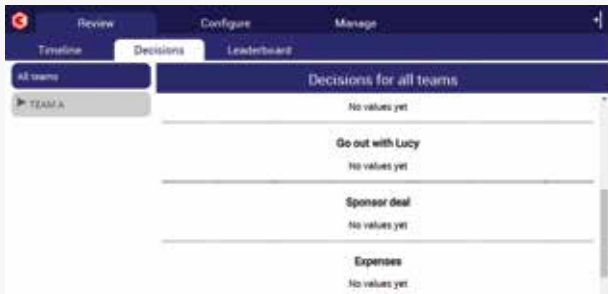 Review Configure Manage
Timeline Decisions Leaderboard
All teams
Decisions for all teams
TEAM A
No values yet
Go out with Lucy
No values yet
Sponsor deal
No values yet
Expenses
No values yet